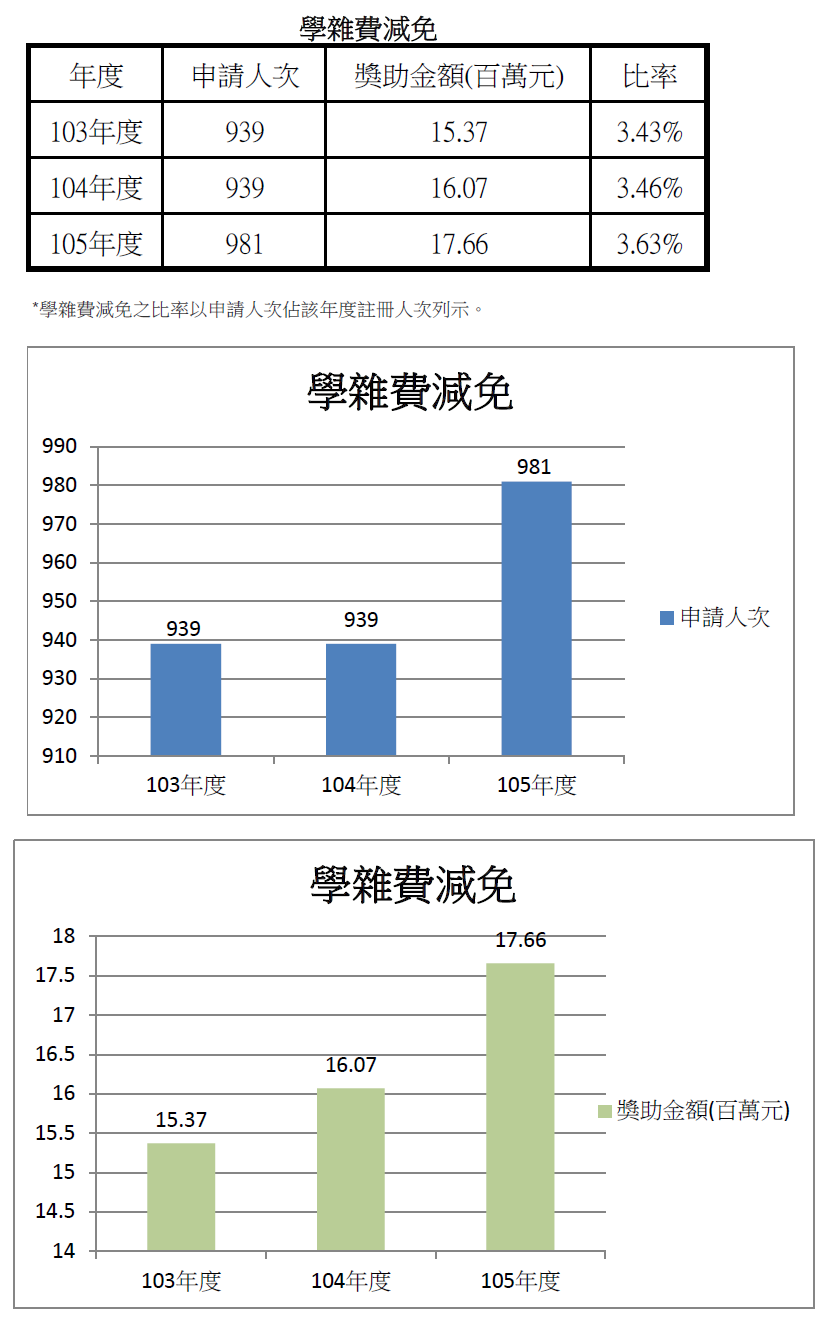 學雜費減免
年度 申請人次 獎助金額(百萬元) 比率
103年度 939 15.37 3.43%
104年度 939 16.07 3.46%
105年度 981 17.66 3.63%
*學雜費減免之比率以申請人次佔該年度註冊人次列示。
學雜費減免
990
980
970
960
950
940
930
920
910
939
939
981
103年度 104年度 105年度
申請人次
學雜費減免
18
17.5
17
16.5
16
15.5
15
14.5
14
15.37
16.07
17.66
103年度 104年度 105年度
獎助金額(百萬元)